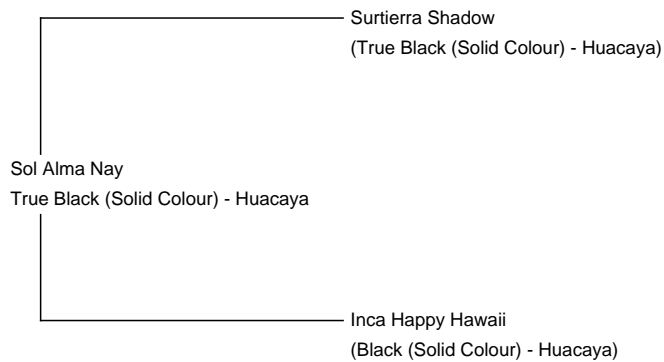 Surtierra Shadow
(True Black (Solid Colour) - Huacaya)
Sol Alma Nay
True Black (Solid Colour) - Huacaya
Inca Happy Hawaii
(Black (Solid Colour) - Huacaya)